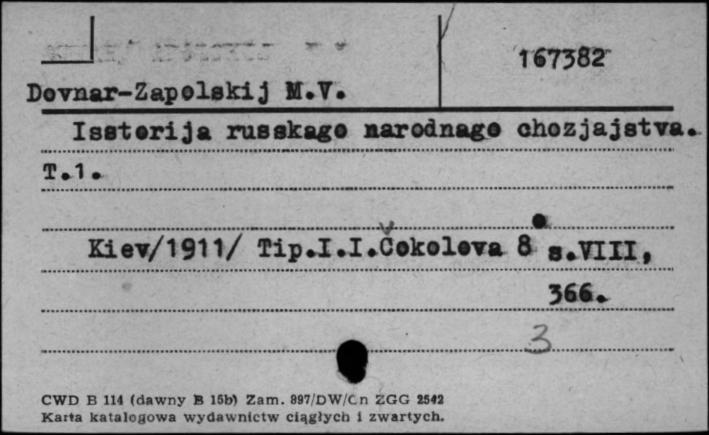 167382
Dovnar-Zapolskij M.V.
Isstorija russkago narodnago chozjajstva.
T.1.
Kiev/1911/ Tip.I.I.Čokolova 8° s.VIII,
366.
3
CWD B 114 (dawny B 15b) Zam. 897/DW/Cn ZGG 2542
Karta katalogowa wydawnictw ciągłych i zwartych.